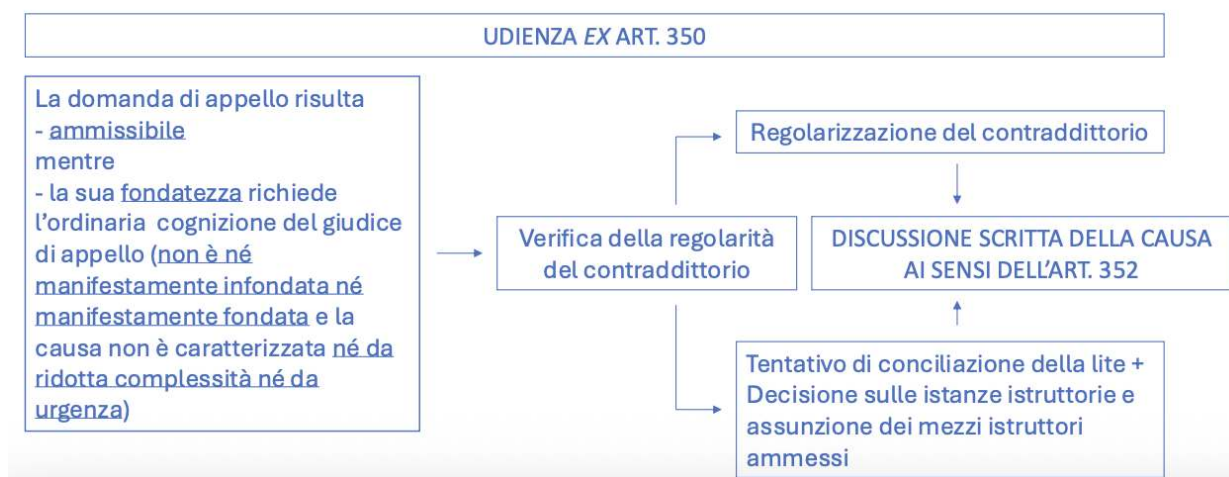 UDIENZA EX ART. 350
La domanda di appello risulta
- ammissibile
mentre
- la sua fondatezza richiede
l’ordinaria cognizione del giudice
di appello (non è né
manifestamente infondata né
manifestamente fondata e la
causa non è caratterizzata né da
ridotta complessità né da
urgenza)
Verifica della regolarità
del contraddittorio
Regolarizzazione del contraddittorio
DISCUSSIONE SCRITTA DELLA CAUSA
AI SENSI DELL’ART. 352
Tentativo di conciliazione della lite +
Decisione sulle istanze istruttorie e
assunzione dei mezzi istruttori
ammessi